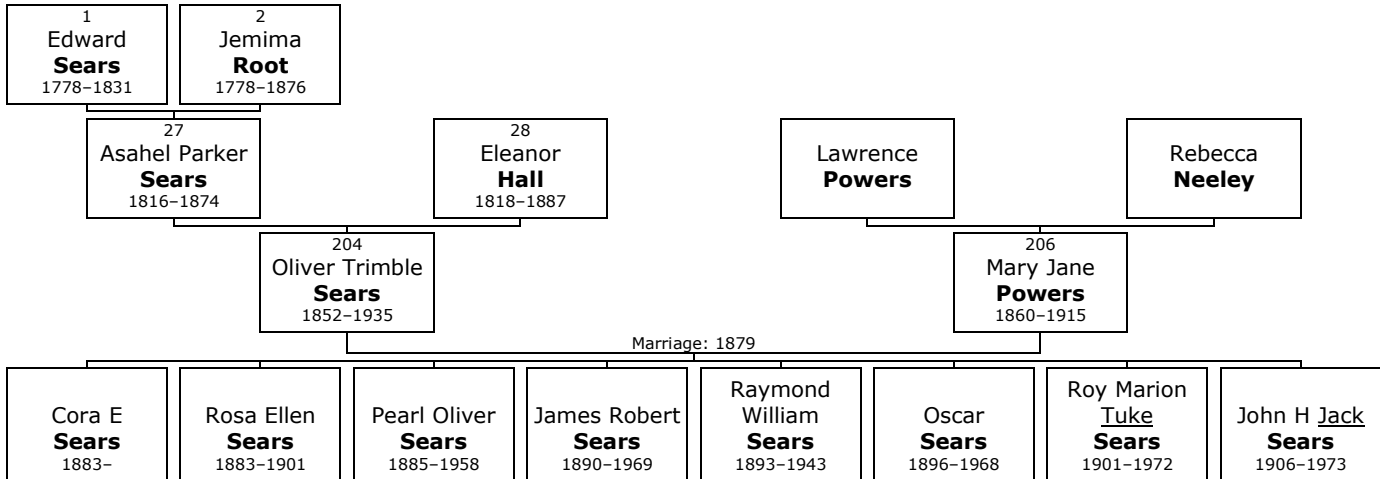 1
Edward
Sears
1778–1831
2
Jemima
Root
1778–1876
27
Asahel Parker
Sears
1816–1874
28
Eleanor
Hall
1818–1887
Lawrence
Powers
Rebecca
Neeley
204
Oliver Trimble
Sears
1852–1935
206
Mary Jane
Powers
1860–1915
Marriage: 1879
Cora E
Sears
1883–
Rosa Ellen
Sears
1883–1901
Pearl Oliver
Sears
1885–1958
James Robert
Sears
1890–1969
Raymond
William
Sears
1893–1943
Oscar
Sears
1896–1968
Roy Marion
Tuke
Sears
1901–1972
John H Jack
Sears
1906–1973